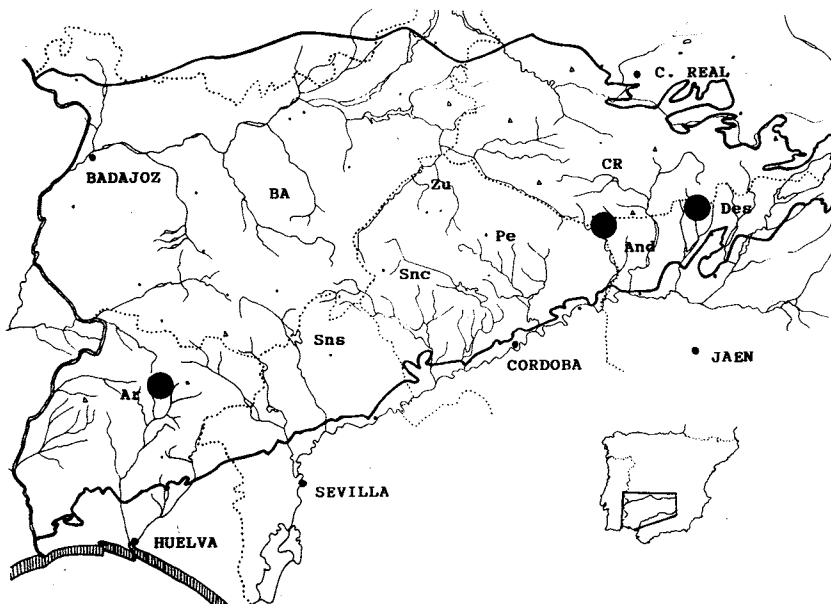 C. REAL
CR
BADAJOZ
Zu
BA
Des
Pe
And
Snc
Sns
CORDOBA
JAEN
Ar
SEVILLA
HUELVA